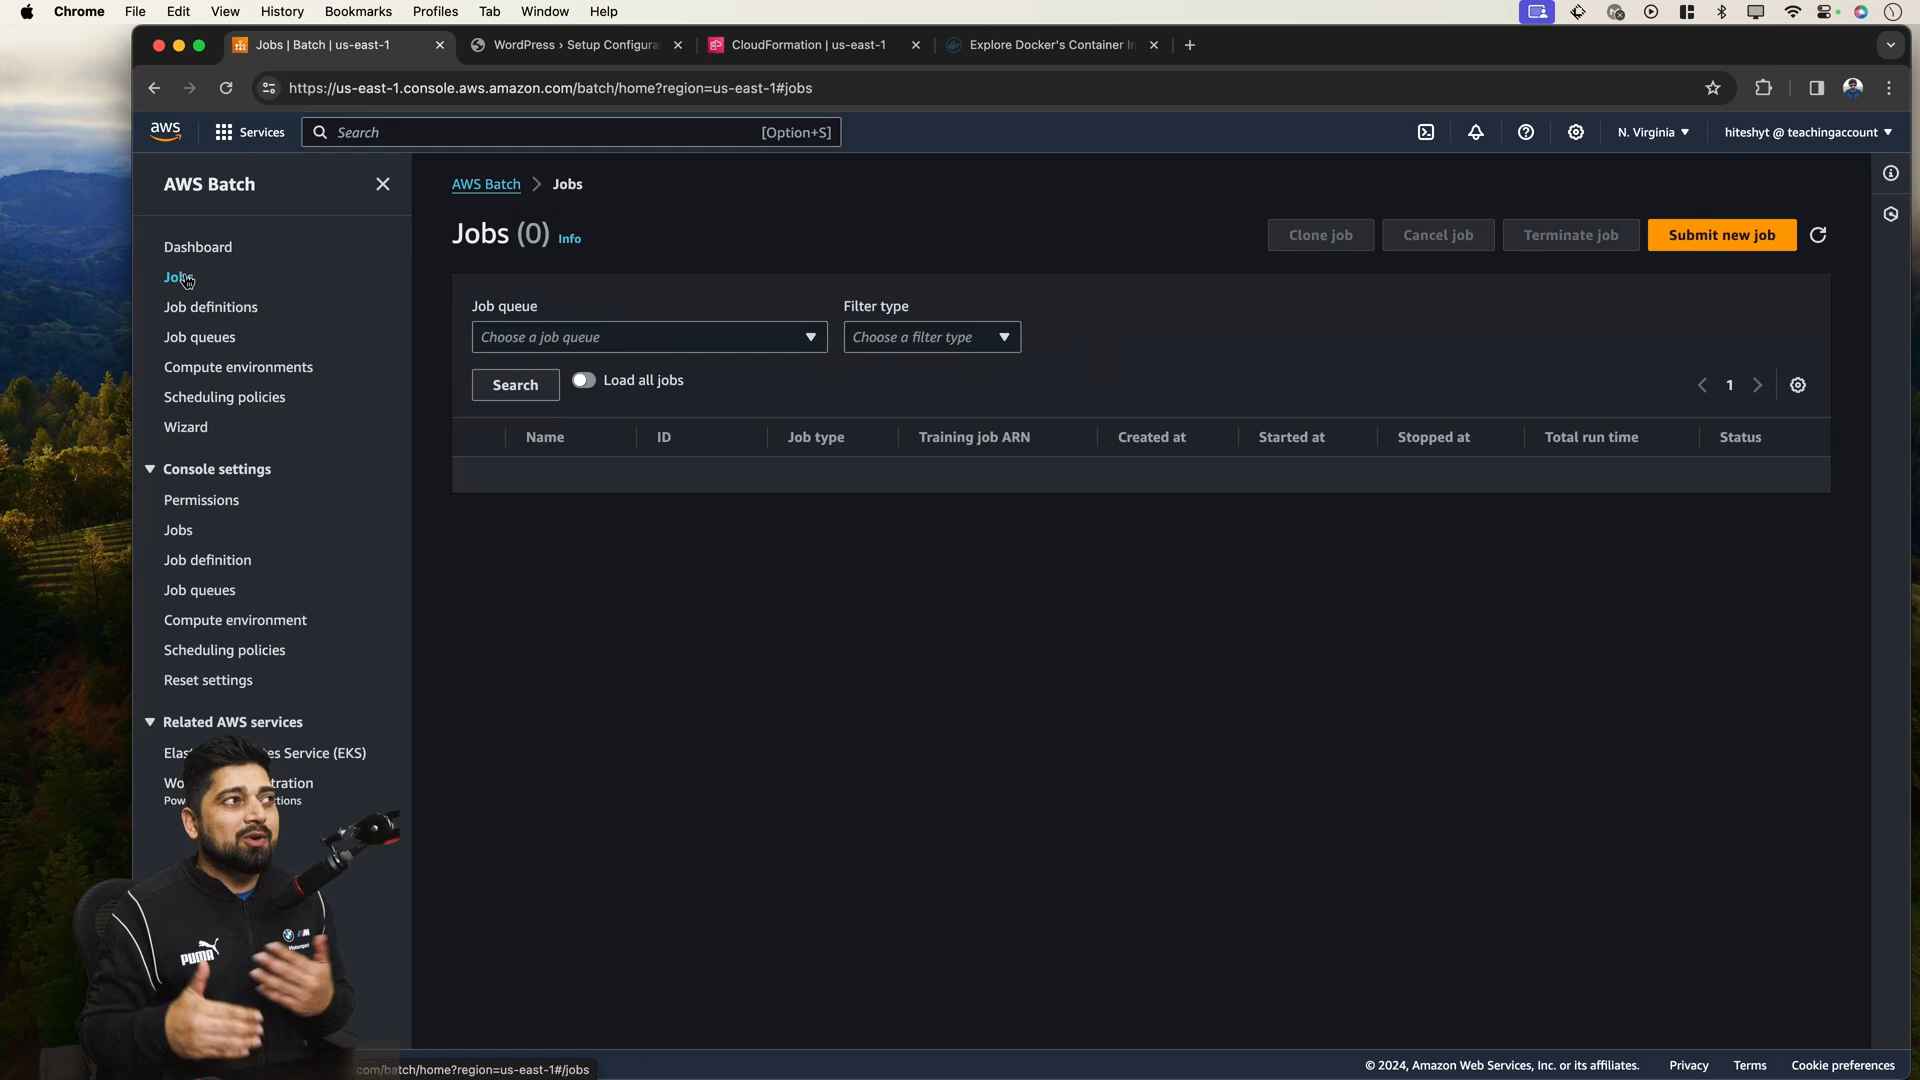 Chrome File Edit View History Bookmarks Profiles Tab Window Help
Jobs | Batch | us-east-1
WordPress › Setup Configura
CloudFormation | us-east-1
Explore Docker's Container In
https://us-east-1.console.aws.amazon.com/batch/home?region=us-east-1#jobs
aws
Services
Search
[Option+S]
N. Virginia
hiteshyt @ teachingaccount
AWS Batch
Dashboard
Jobs
Job definitions
Job queues
Compute environments
Scheduling policies
Wizard
Console settings
Permissions
Jobs
Job definition
Job queues
Compute environment
Scheduling policies
Reset settings
Related AWS services
es Service (EKS)
tration
tions
AWS Batch > Jobs
Jobs (0) Info
Clone job
Cancel job
Terminate job
Submit new job
Job queue
Choose a job queue
Filter type
Choose a filter type
Search
Load all jobs
1
Name ID Job type Training job ARN Created at Started at Stopped at Total run time Status
PUMA
com/batch/home?region=us-east-1#/jobs
© 2024, Amazon Web Services, Inc. or its affiliates. Privacy Terms Cookie preferences